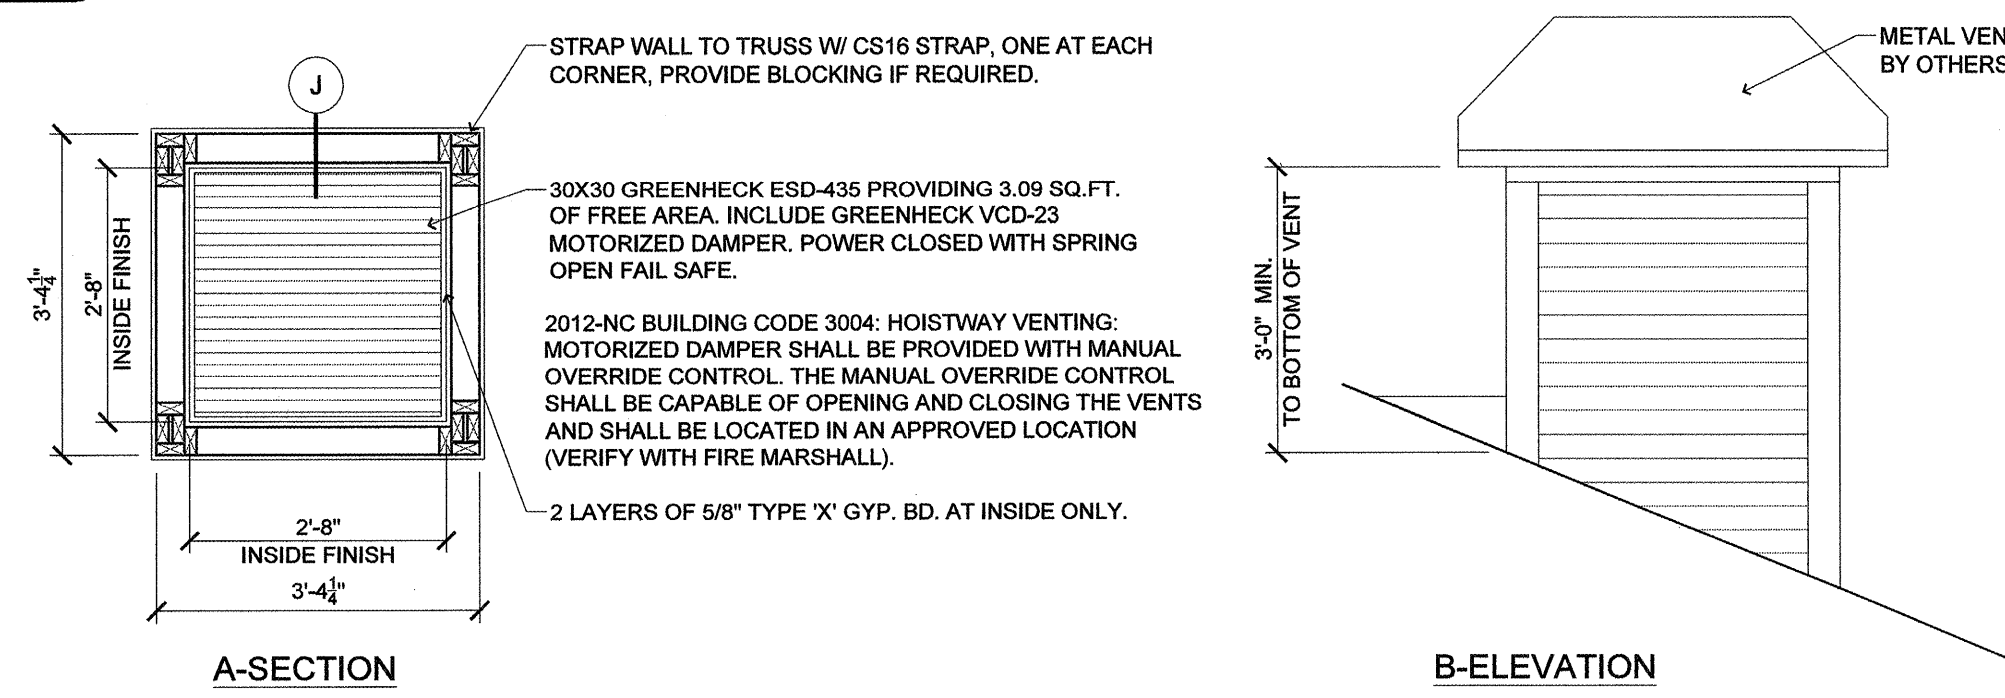 STRAP WALL TO TRUSS W/ CS16 STRAP, ONE AT EACH
CORNER, PROVIDE BLOCKING IF REQUIRED.
J
30X30 GREENHECK ESD-435 PROVIDING 3.09 SQ.FT.
OF FREE AREA. INCLUDE GREENHECK VCD-23
MOTORIZED DAMPER. POWER CLOSED WITH SPRING
OPEN FAIL SAFE.
2012-NC BUILDING CODE 3004: HOISTWAY VENTING:
MOTORIZED DAMPER SHALL BE PROVIDED WITH MANUAL
OVERRIDE CONTROL. THE MANUAL OVERRIDE CONTROL
SHALL BE CAPABLE OF OPENING AND CLOSING THE VENTS
AND SHALL BE LOCATED IN AN APPROVED LOCATION
(VERIFY WITH FIRE MARSHALL).
2 LAYERS OF 5/8" TYPE 'X' GYP. BD. AT INSIDE ONLY.
3'-4¼"
2'-8"
INSIDE FINISH
2'-8"
INSIDE FINISH
3'-4¼"
A-SECTION
METAL VEN
BY OTHERS
3'-0" MIN.
TO BOTTOM OF VENT
B-ELEVATION